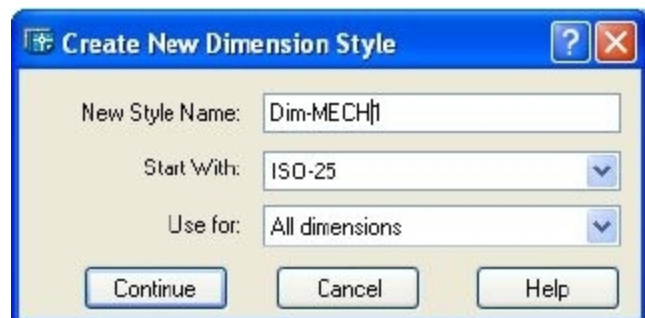 Create New Dimension Style
New Style Name: Dim-MECH1
Start With: ISO-25
Use for: All dimensions
Continue Cancel Help